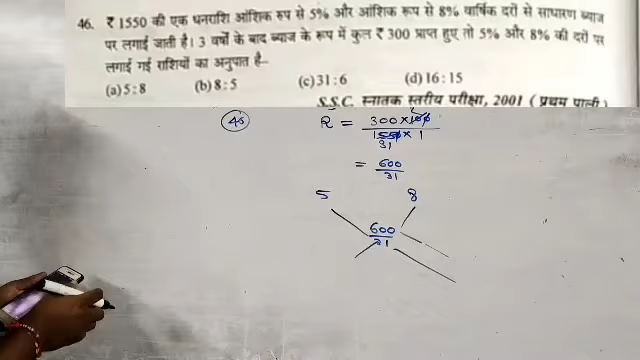 46. ₹ 1550 की एक धनराशि आंशिक रुप से 5% और आंशिक रूप से 8% वार्षिक दरों से साधारण ब्याज
पर लगाई जाती है। 3 वर्षो के बाद ब्याज के रूप में कुल ₹ 300 प्राप्त हुए तो 5% और 8% की दरों पर
लगाई गई राशियों का अनुपात है–
(a) 5 : 8 (b) 8 : 5 (c) 31 : 6 (d) 16 : 15
S.S.C. स्नातक स्तरीय परीक्षा, 2001 (प्रथम पाली)
46 R = 300 × 100
1550 × 1
31
= 600
31
5 8
600
31